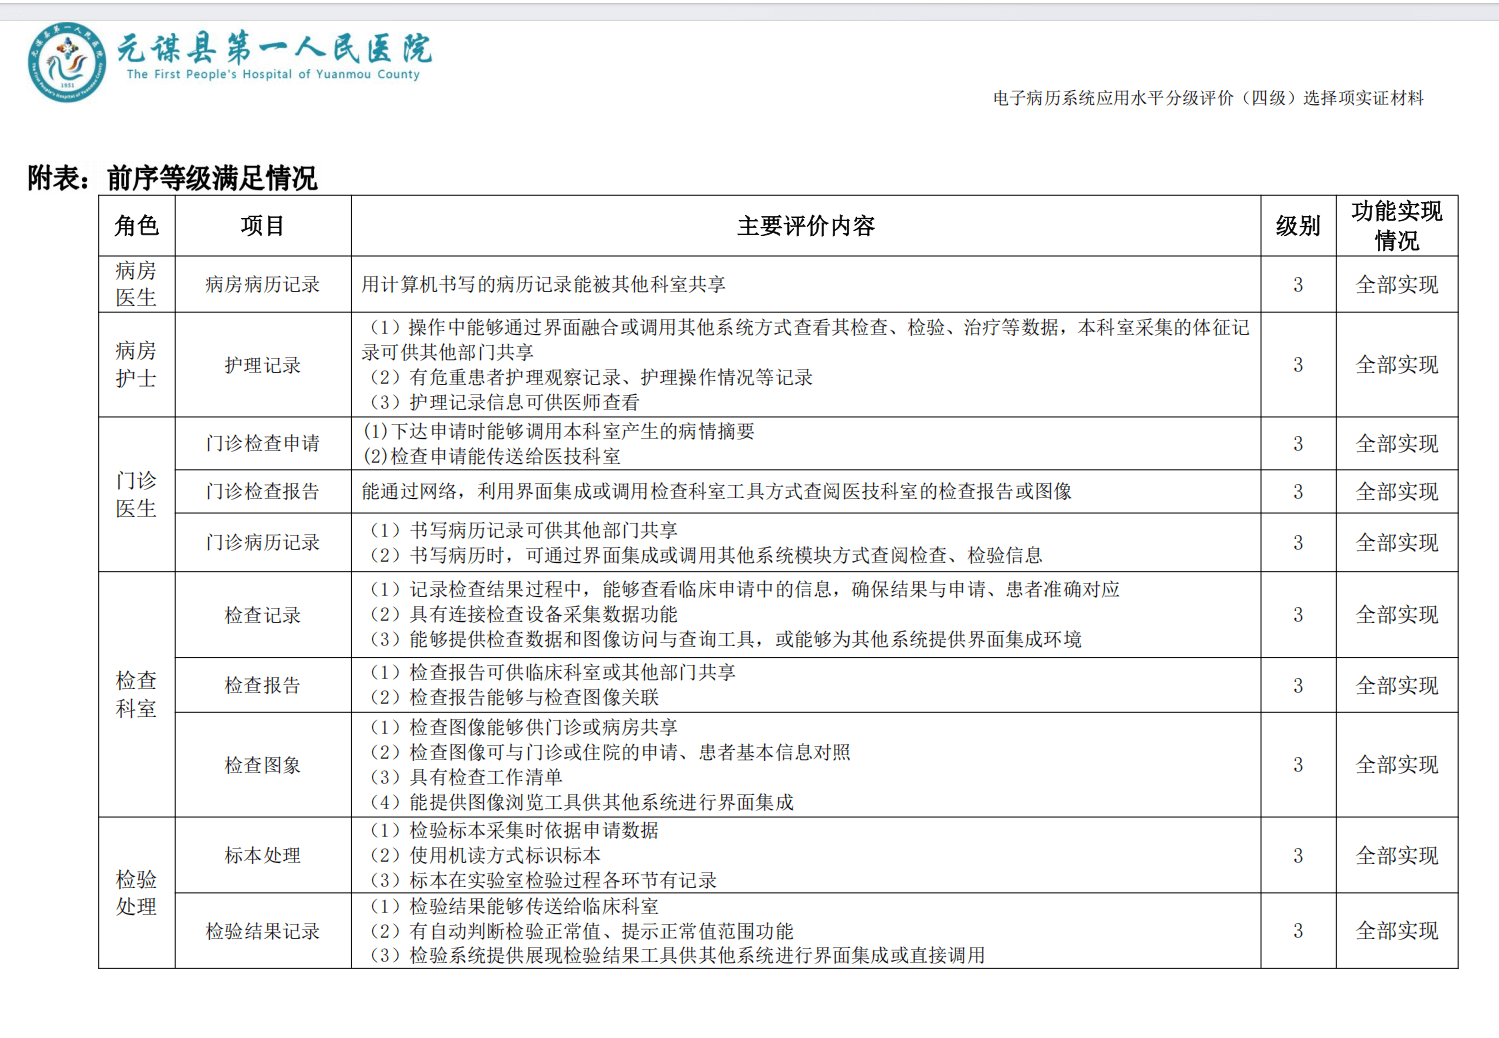 元谋县第一人民医院
The First People's Hospital of Yuanmou County
1951
电子病历系统应用水平分级评价（四级）选择项实证材料
附表：前序等级满足情况
角色 项目 主要评价内容 级别 功能实现
情况
病房
医生 病房病历记录 用计算机书写的病历记录能被其他科室共享 3 全部实现
病房
护士 护理记录 （1）操作中能够通过界面融合或调用其他系统方式查看其检查、检验、治疗等数据，本科室采集的体征记
录可供其他部门共享
（2）有危重患者护理观察记录、护理操作情况等记录
（3）护理记录信息可供医师查看
3 全部实现
门诊
医生 门诊检查申请 (1)下达申请时能够调用本科室产生的病情摘要
(2)检查申请能传送给医技科室
3 全部实现
门诊检查报告 能通过网络，利用界面集成或调用检查科室工具方式查阅医技科室的检查报告或图像 3 全部实现
门诊病历记录 （1）书写病历记录可供其他部门共享
（2）书写病历时，可通过界面集成或调用其他系统模块方式查阅检查、检验信息
3 全部实现
检查
科室 检查记录 （1）记录检查结果过程中，能够查看临床申请中的信息，确保结果与申请、患者准确对应
（2）具有连接检查设备采集数据功能
（3）能够提供检查数据和图像访问与查询工具，或能够为其他系统提供界面集成环境
3 全部实现
检查报告 （1）检查报告可供临床科室或其他部门共享
（2）检查报告能够与检查图像关联
3 全部实现
检查图象 （1）检查图像能够供门诊或病房共享
（2）检查图像可与门诊或住院的申请、患者基本信息对照
（3）具有检查工作清单
（4）能提供图像浏览工具供其他系统进行界面集成
3 全部实现
检验
处理 标本处理 （1）检验标本采集时依据申请数据
（2）使用机读方式标识标本
（3）标本在实验室检验过程各环节有记录
3 全部实现
检验结果记录 （1）检验结果能够传送给临床科室
（2）有自动判断检验正常值、提示正常值范围功能
（3）检验系统提供展现检验结果工具供其他系统进行界面集成或直接调用
3 全部实现